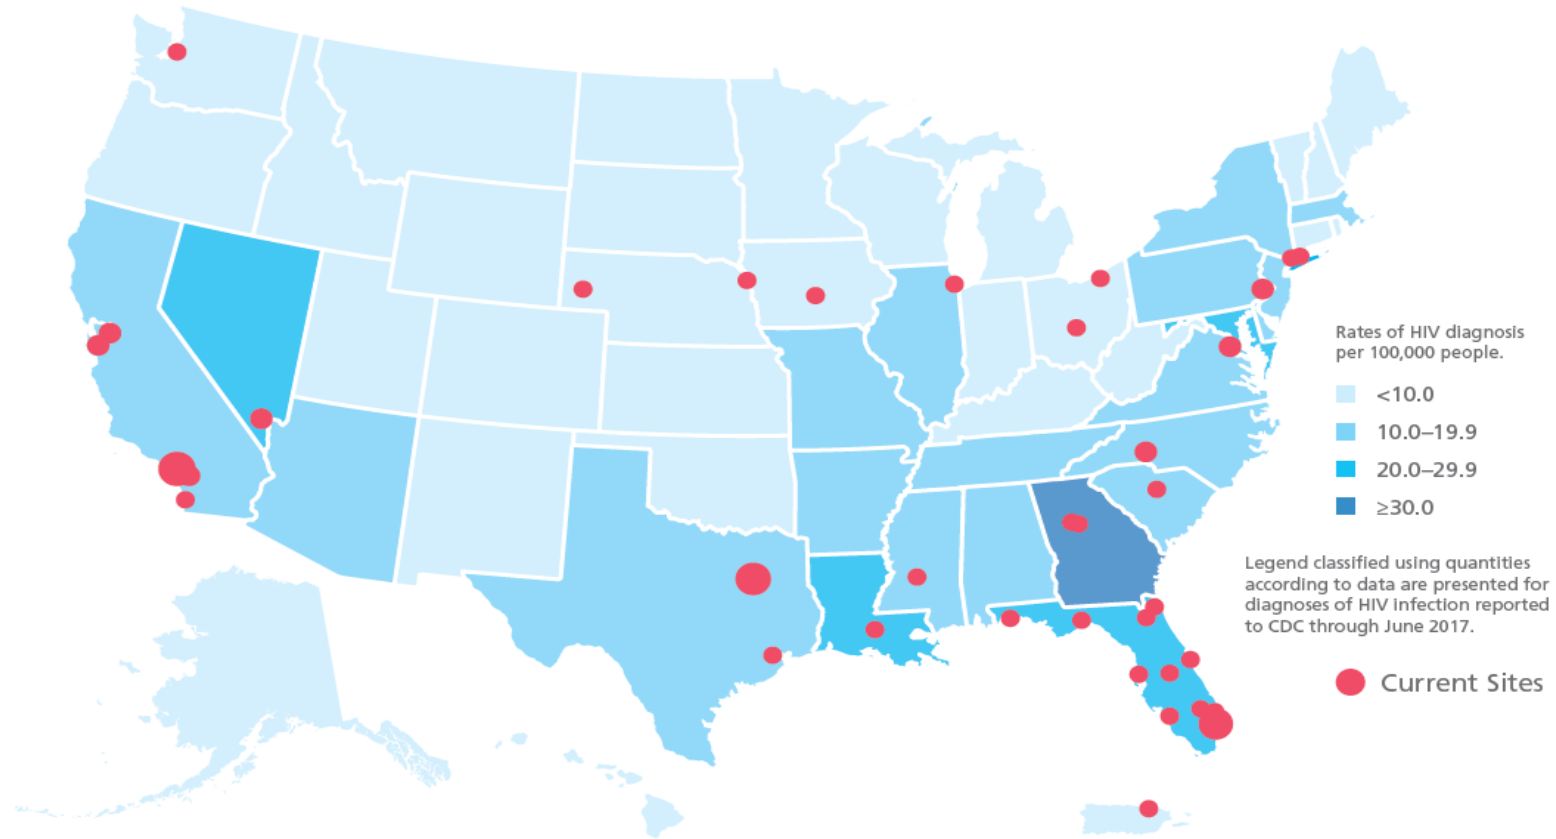 Rates of HIV diagnosis
per 100,000 people.
<10.0
10.0–19.9
20.0–29.9
≥30.0
Legend classified using quantities
according to data are presented for
diagnoses of HIV infection reported
to CDC through June 2017.
Current Sites